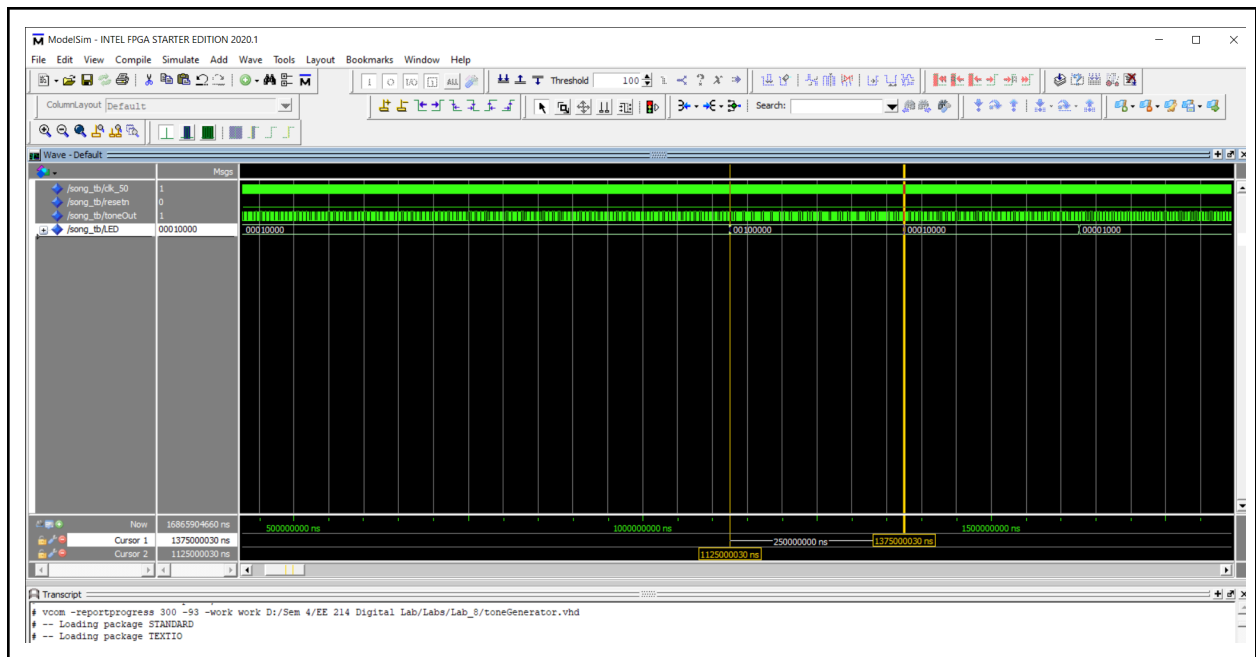 ModelSim - INTEL FPGA STARTER EDITION 2020.1
File Edit View Compile Simulate Add Wave Tools Layout Bookmarks Window Help
Threshold 100
ColumnLayout Default
Search:
Wave - Default
Msgs
/song_tb/clk_50 1
/song_tb/resetn 0
/song_tb/toneOut 1
/song_tb/LED 00010000 00010000 00100000 00010000 00001000
Now 16865904660 ns 500000000 ns 1000000000 ns 1500000000 ns
Cursor 1 1375000030 ns 250000000 ns 1375000030 ns
Cursor 2 1125000030 ns 1125000030 ns
Transcript
# vcom -reportprogress 300 -93 -work work D:/Sem 4/EE 214 Digital Lab/Labs/Lab_8/toneGenerator.vhd
# -- Loading package STANDARD
# -- Loading package TEXTIO